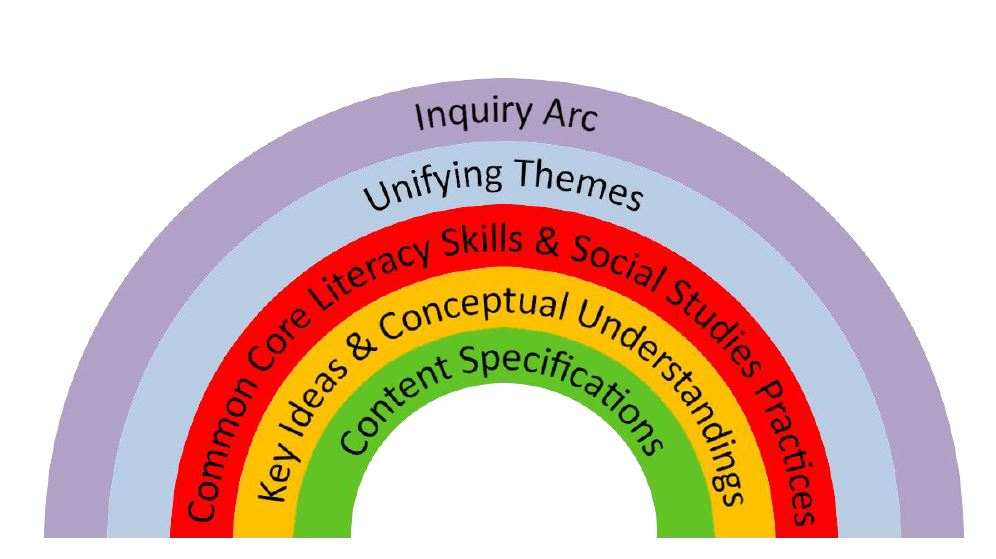 Inquiry Arc
Unifying Themes
Common Core Literacy Skills & Social Studies Practices
Key Ideas & Conceptual Understandings
Content Specifications